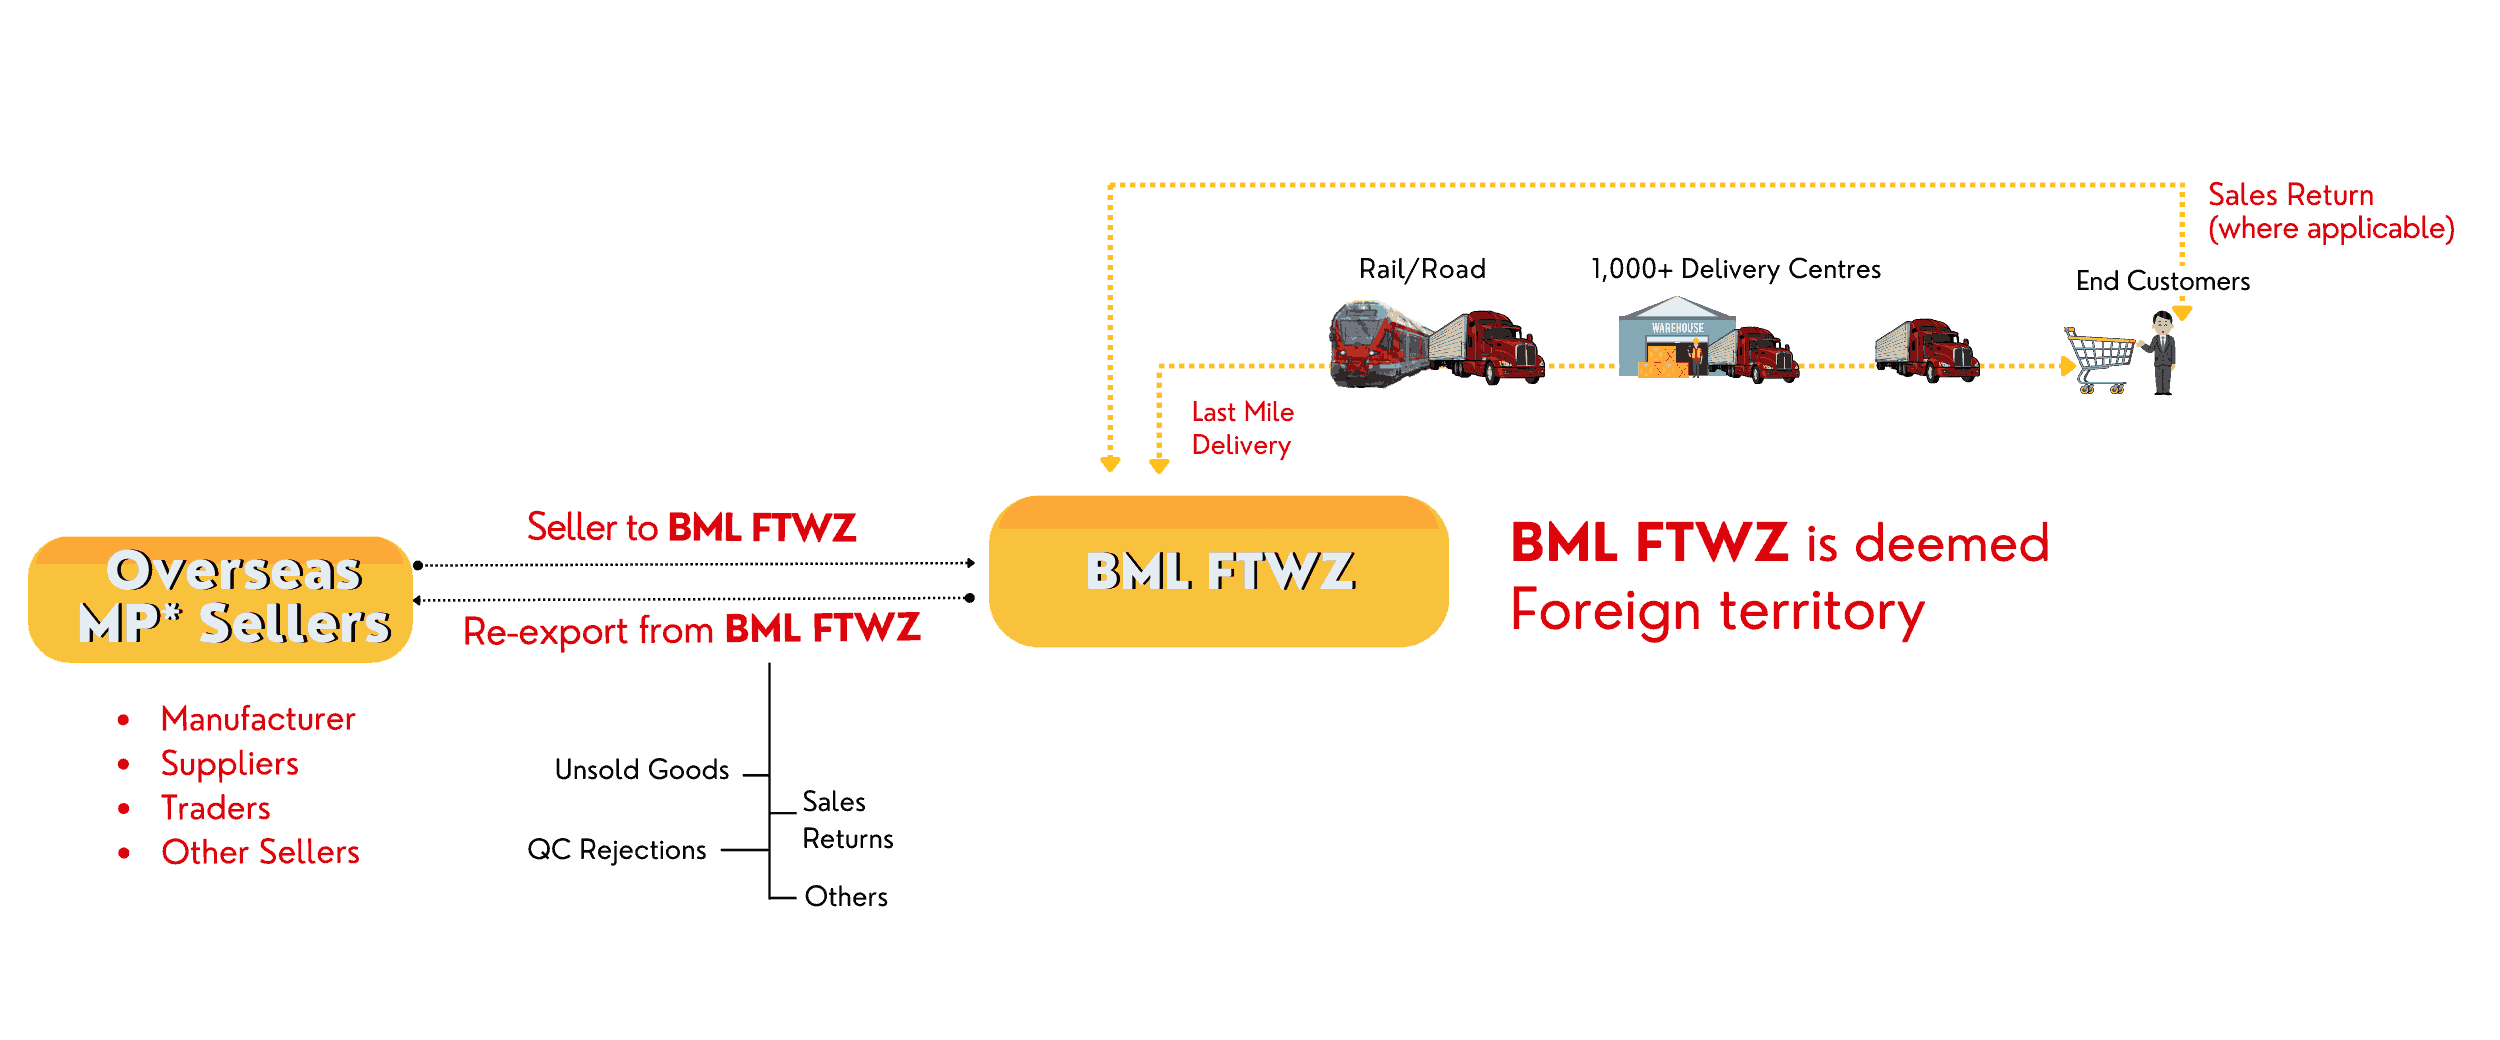 Sales Return
(where applicable)
Rail/Road
1,000+ Delivery Centres
End Customers
WAREHOUSE
Last Mile
Delivery
Seller to BML FTWZ
Overseas
MP* Sellers
BML FTWZ
BML FTWZ is deemed
Foreign territory
Re-export from BML FTWZ
• Manufacturer
• Suppliers
• Traders
• Other Sellers
Unsold Goods
Sales
Returns
QC Rejections
Others